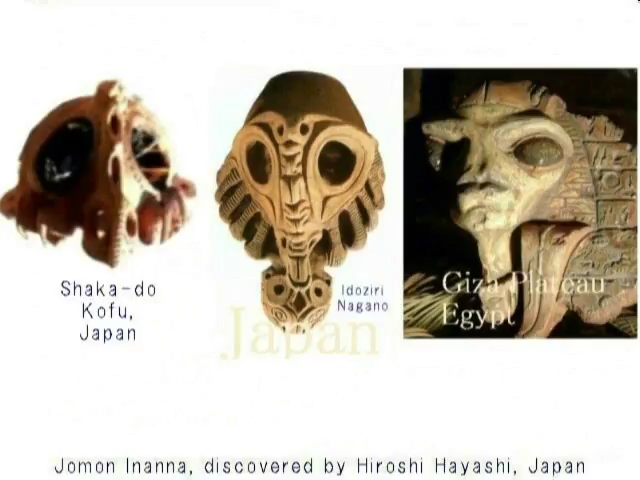 Shaka-do
Kofu,
Japan
Idoziri
Nagano
Japan
Giza Plateau
Egypt
Jomon Inanna, discovered by Hiroshi Hayashi, Japan